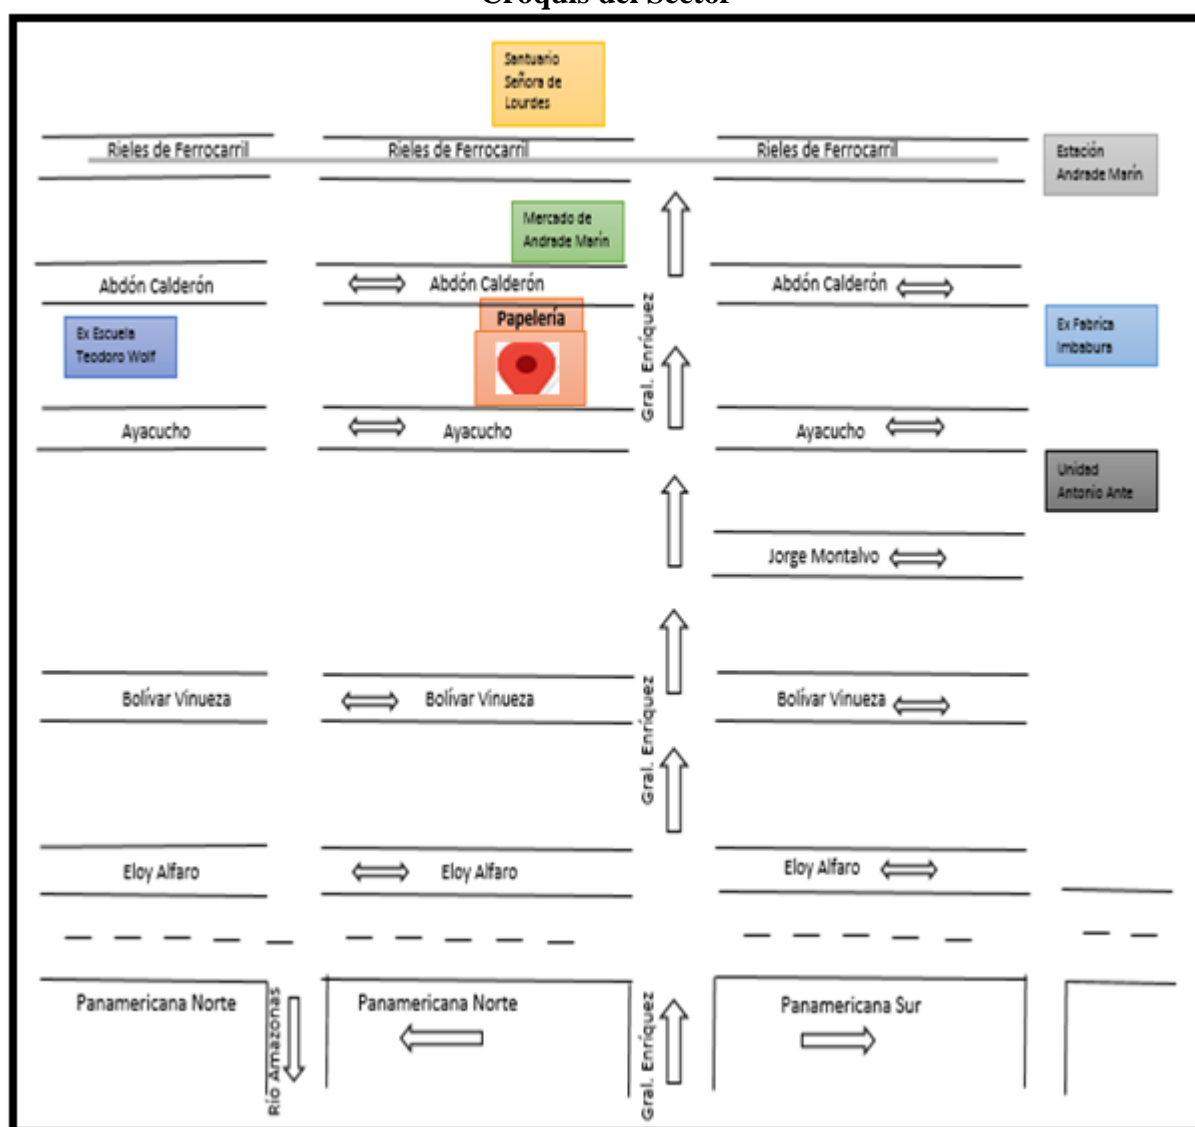 Croquis del Sector
Santuario
Señora de
Lourdes
Rieles de Ferrocarril
Rieles de Ferrocarril
Rieles de Ferrocarril
Estación
Andrade Marín
Mercado de
Andrade Marín
Abdón Calderón
Abdón Calderón
Abdón Calderón
Papelería
Ex Escuela
Teodoro Wolf
Gral. Enríquez
Ex Fabrica
Imbabura
Ayacucho
Ayacucho
Ayacucho
Unidad
Antonio Ante
Jorge Montalvo
Bolívar Vinueza
Bolívar Vinueza
Bolívar Vinueza
Gral. Enríquez
Eloy Alfaro
Eloy Alfaro
Eloy Alfaro
Panamericana Norte
Panamericana Norte
Panamericana Sur
Río Amazonas
Gral. Enríquez